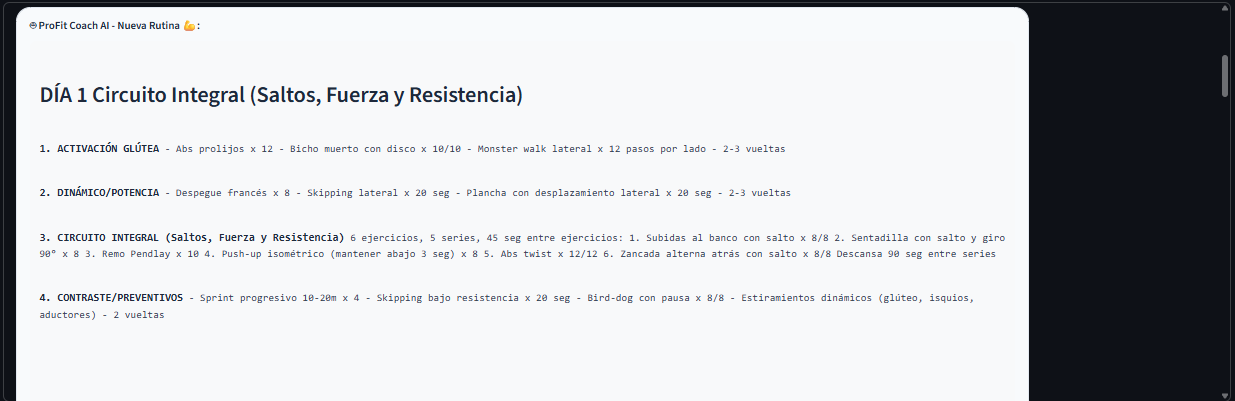 ProFit Coach AI - Nueva Rutina 💪:
DÍA 1 Circuito Integral (Saltos, Fuerza y Resistencia)
1. ACTIVACIÓN GLÚTEA - Abs prolijos x 12 - Bicho muerto con disco x 10/10 - Monster walk lateral x 12 pasos por lado - 2-3 vueltas
2. DINÁMICO/POTENCIA - Despegue francés x 8 - Skipping lateral x 20 seg - Plancha con desplazamiento lateral x 20 seg - 2-3 vueltas
3. CIRCUITO INTEGRAL (Saltos, Fuerza y Resistencia) 6 ejercicios, 5 series, 45 seg entre ejercicios: 1. Subidas al banco con salto x 8/8 2. Sentadilla con salto y giro
90° x 8 3. Remo Pendlay x 10 4. Push-up isométrico (mantener abajo 3 seg) x 8 5. Abs twist x 12/12 6. Zancada alterna atrás con salto x 8/8 Descansa 90 seg entre series
4. CONTRASTE/PREVENTIVOS - Sprint progresivo 10-20m x 4 - Skipping bajo resistencia x 20 seg - Bird-dog con pausa x 8/8 - Estiramientos dinámicos (glúteo, isquios,
aductores) - 2 vueltas